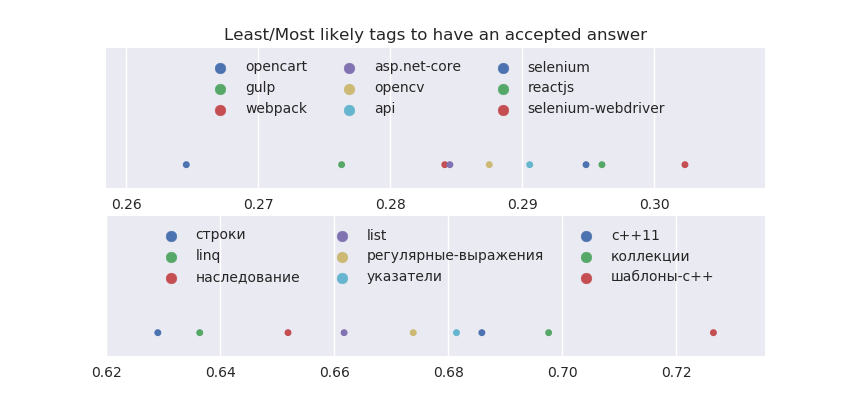 Least/Most likely tags to have an accepted answer
opencart asp.net-core selenium
gulp opencv reactjs
webpack api selenium-webdriver
0.26 0.27 0.28 0.29 0.30
строки list c++11
linq регулярные-выражения коллекции
наследование указатели шаблоны-c++
0.62 0.64 0.66 0.68 0.70 0.72